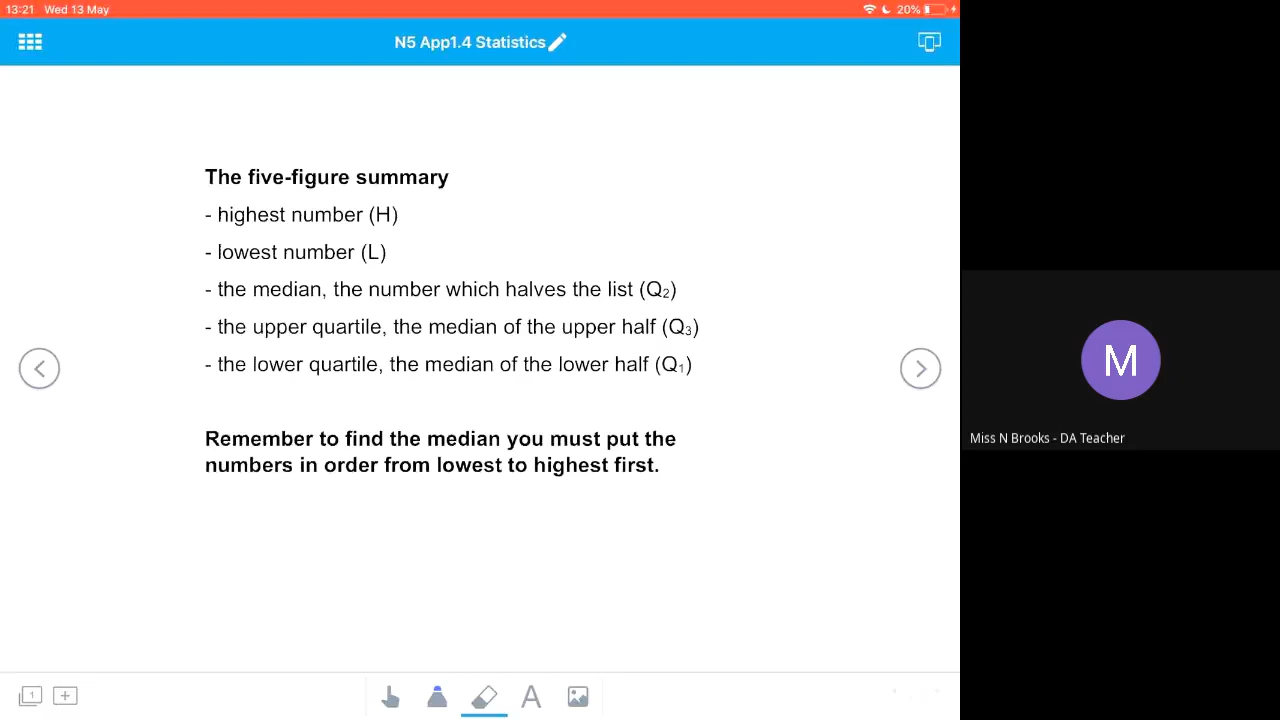 13:21 Wed 13 May
20%
N5 App1.4 Statistics
The five-figure summary
- highest number (H)
- lowest number (L)
- the median, the number which halves the list (Q₂)
- the upper quartile, the median of the upper half (Q₃)
- the lower quartile, the median of the lower half (Q₁)
Remember to find the median you must put the
numbers in order from lowest to highest first.
M
Miss N Brooks - DA Teacher
1
A